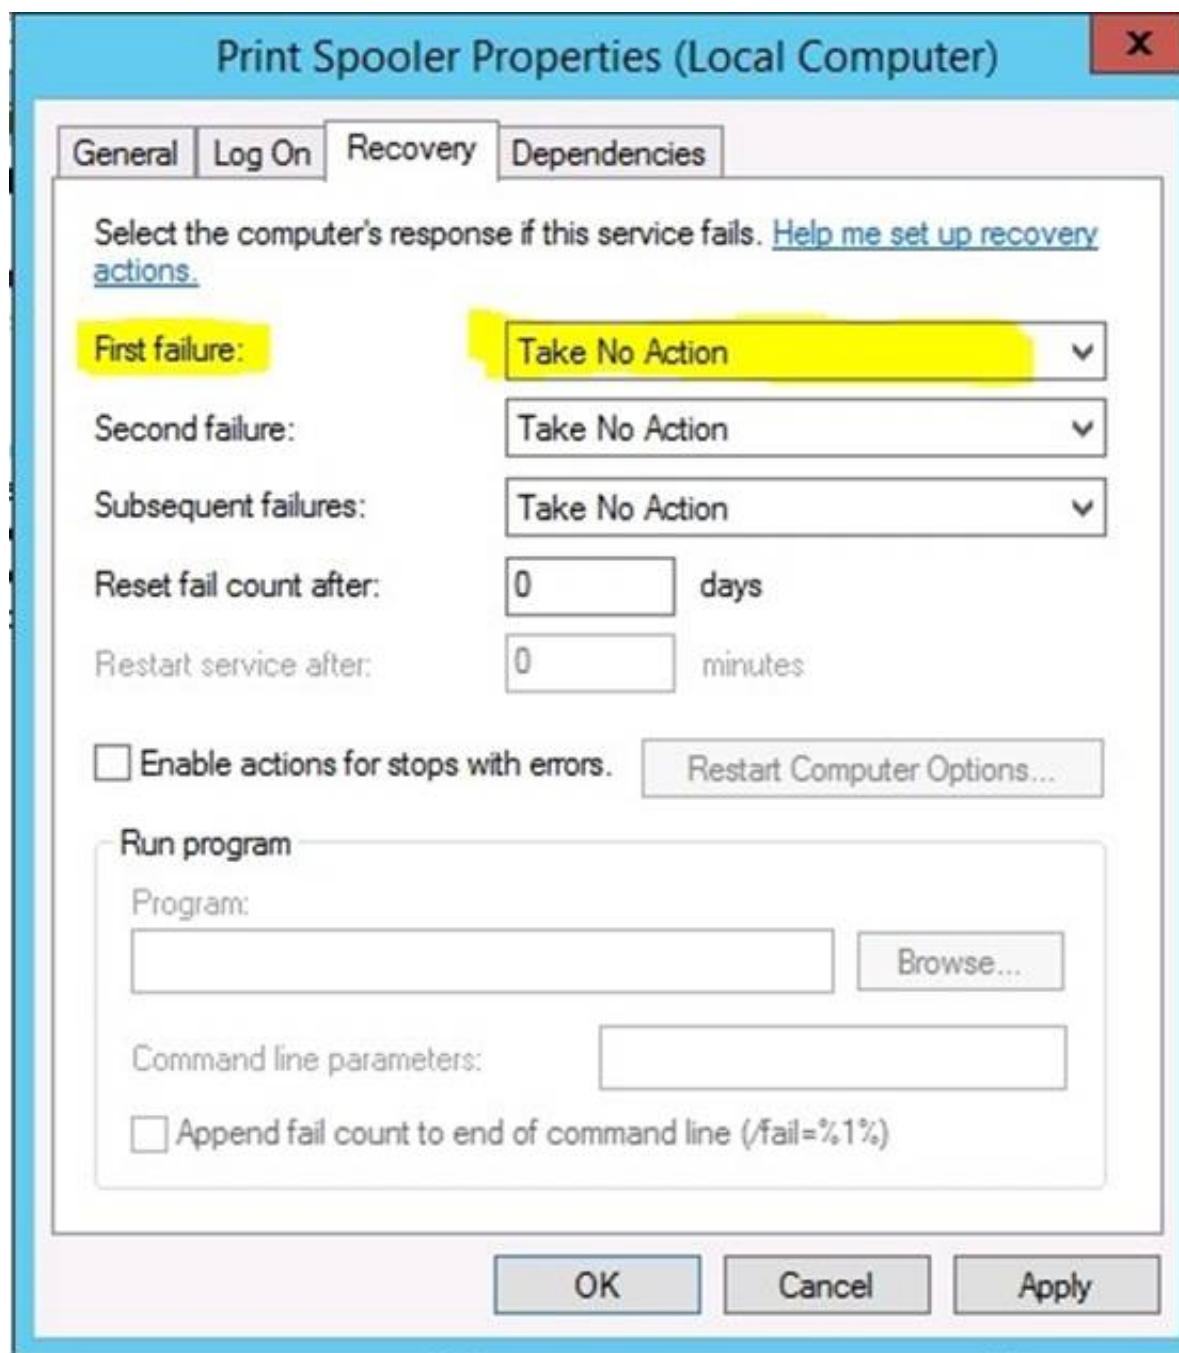 Print Spooler Properties (Local Computer)
x
General Log On Recovery Dependencies
Select the computer's response if this service fails. Help me set up recovery
actions.
First failure: Take No Action
Second failure: Take No Action
Subsequent failures: Take No Action
Reset fail count after: 0 days
Restart service after: 0 minutes
Enable actions for stops with errors. Restart Computer Options...
Run program
Program:
Browse...
Command line parameters:
Append fail count to end of command line (/fail=%1%)
OK Cancel Apply